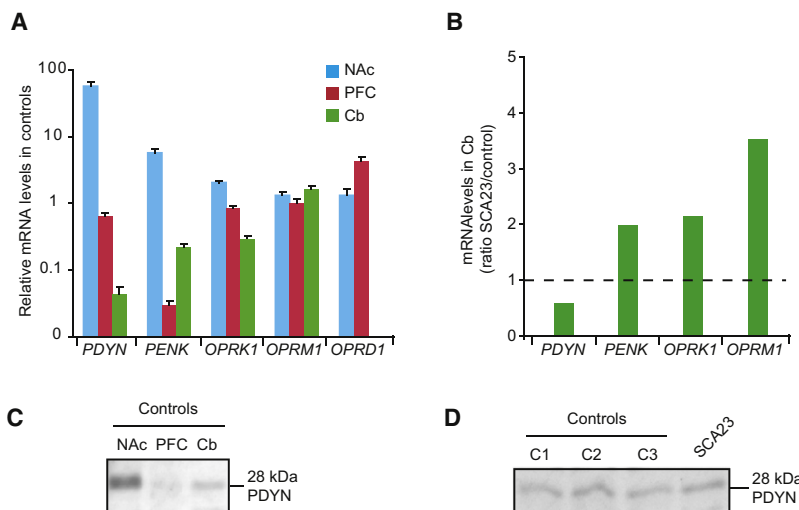 A
Relative mRNA levels in controls
100
10
1
0.1
0
NAc
PFC
Cb
PDYN PENK OPRK1 OPRM1 OPRD1
B
mRNAlevels in Cb
(ratio SCA23/control)
5
4
3
2
1
0
PDYN PENK OPRK1 OPRM1
C
Controls
NAc PFC Cb
28 kDa
PDYN
D
Controls
C1 C2 C3 SCA23
28 kDa
PDYN